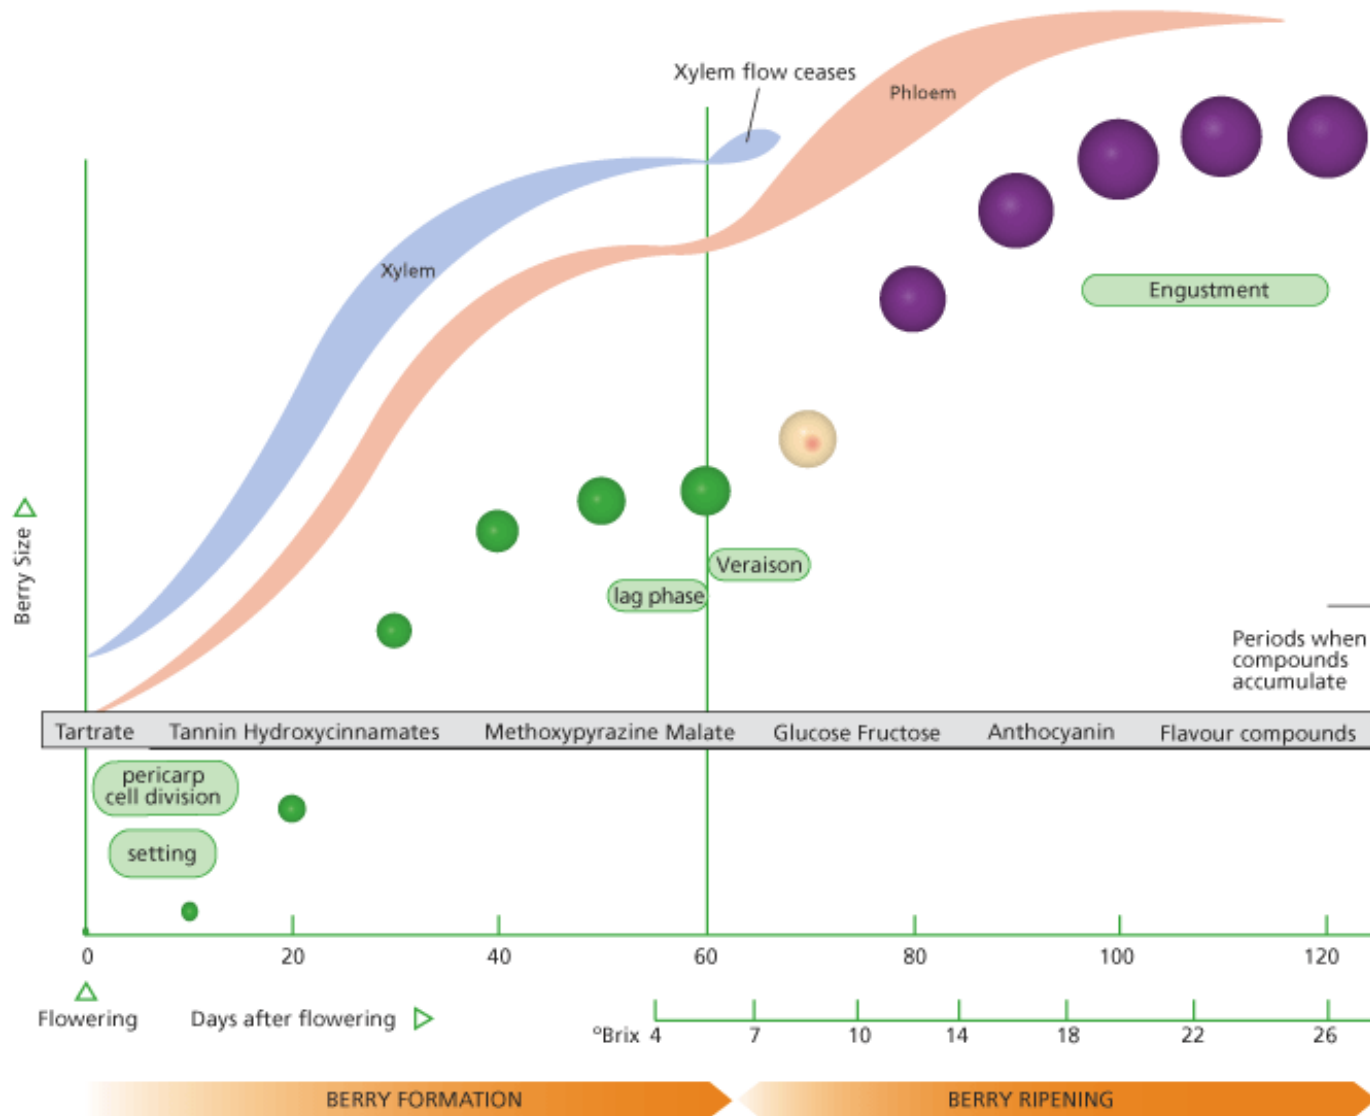 Xylem flow ceases
Phloem
Xylem
Engustment
Berry Size
Veraison
lag phase
Periods when
compounds
accumulate
Tartrate Tannin Hydroxycinnamates Methoxypyrazine Malate Glucose Fructose Anthocyanin Flavour compounds
pericarp
cell division
setting
0 20 40 60 80 100 120
Flowering Days after flowering
ºBrix 4 7 10 14 18 22 26
BERRY FORMATION BERRY RIPENING